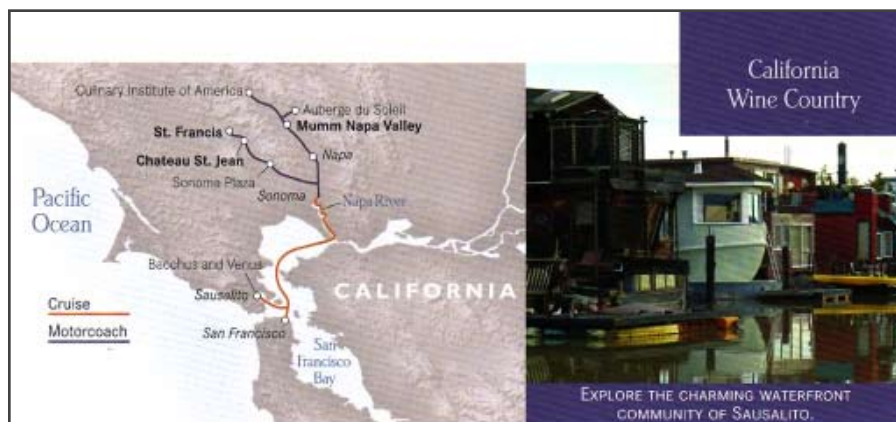 California
Wine Country
Culinary Institute of America
Auberge du Soleil
Mumm Napa Valley
St. Francis
Napa
Chateau St. Jean
Sonoma Plaza
Sonoma
Napa River
Pacific
Ocean
Bacchus and Venus
CALIFORNIA
Sausalito
Cruise
Motorcoach
San Francisco
San
Francisco
Bay
EXPLORE THE CHARMING WATERFRONT
COMMUNITY OF SAUSALITO.